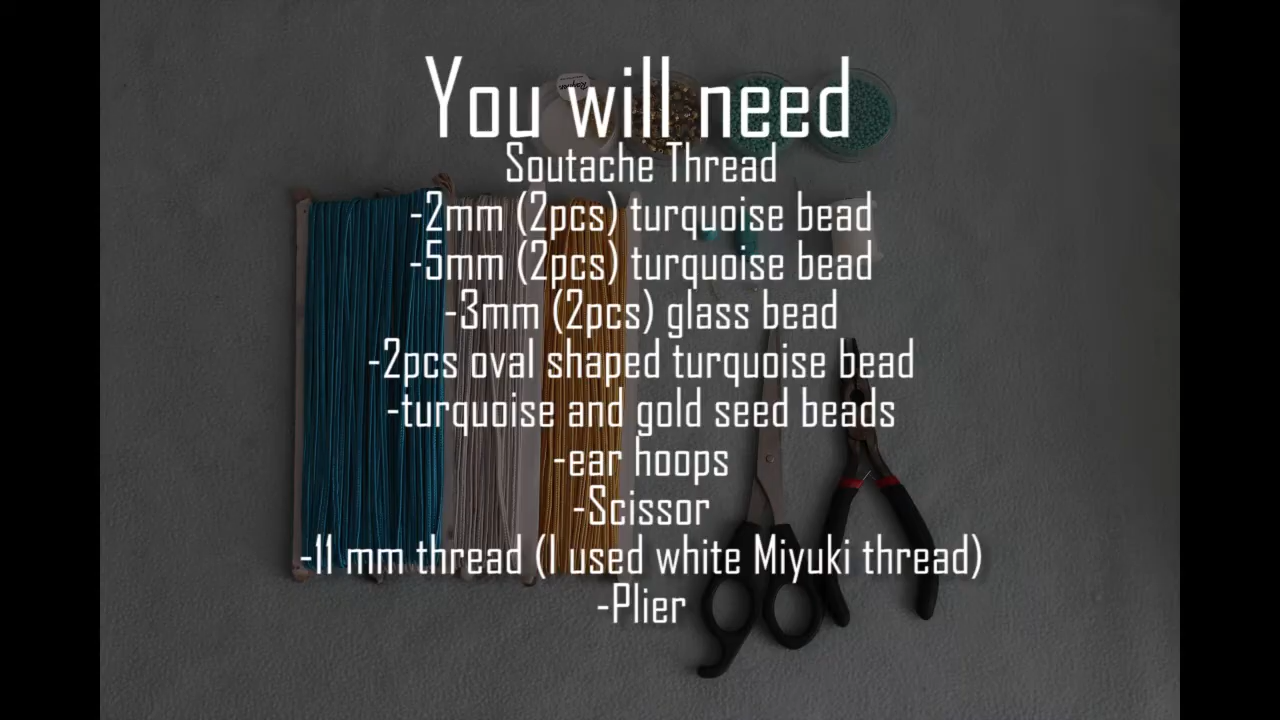 You will need
Soutache Thread
-2mm (2pcs) turquoise bead
-5mm (2pcs) turquoise bead
-3mm (2pcs) glass bead
-2pcs oval shaped turquoise bead
-turquoise and gold seed beads
-ear hoops
-Scissor
-11 mm thread (I used white Miyuki thread)
-Plier